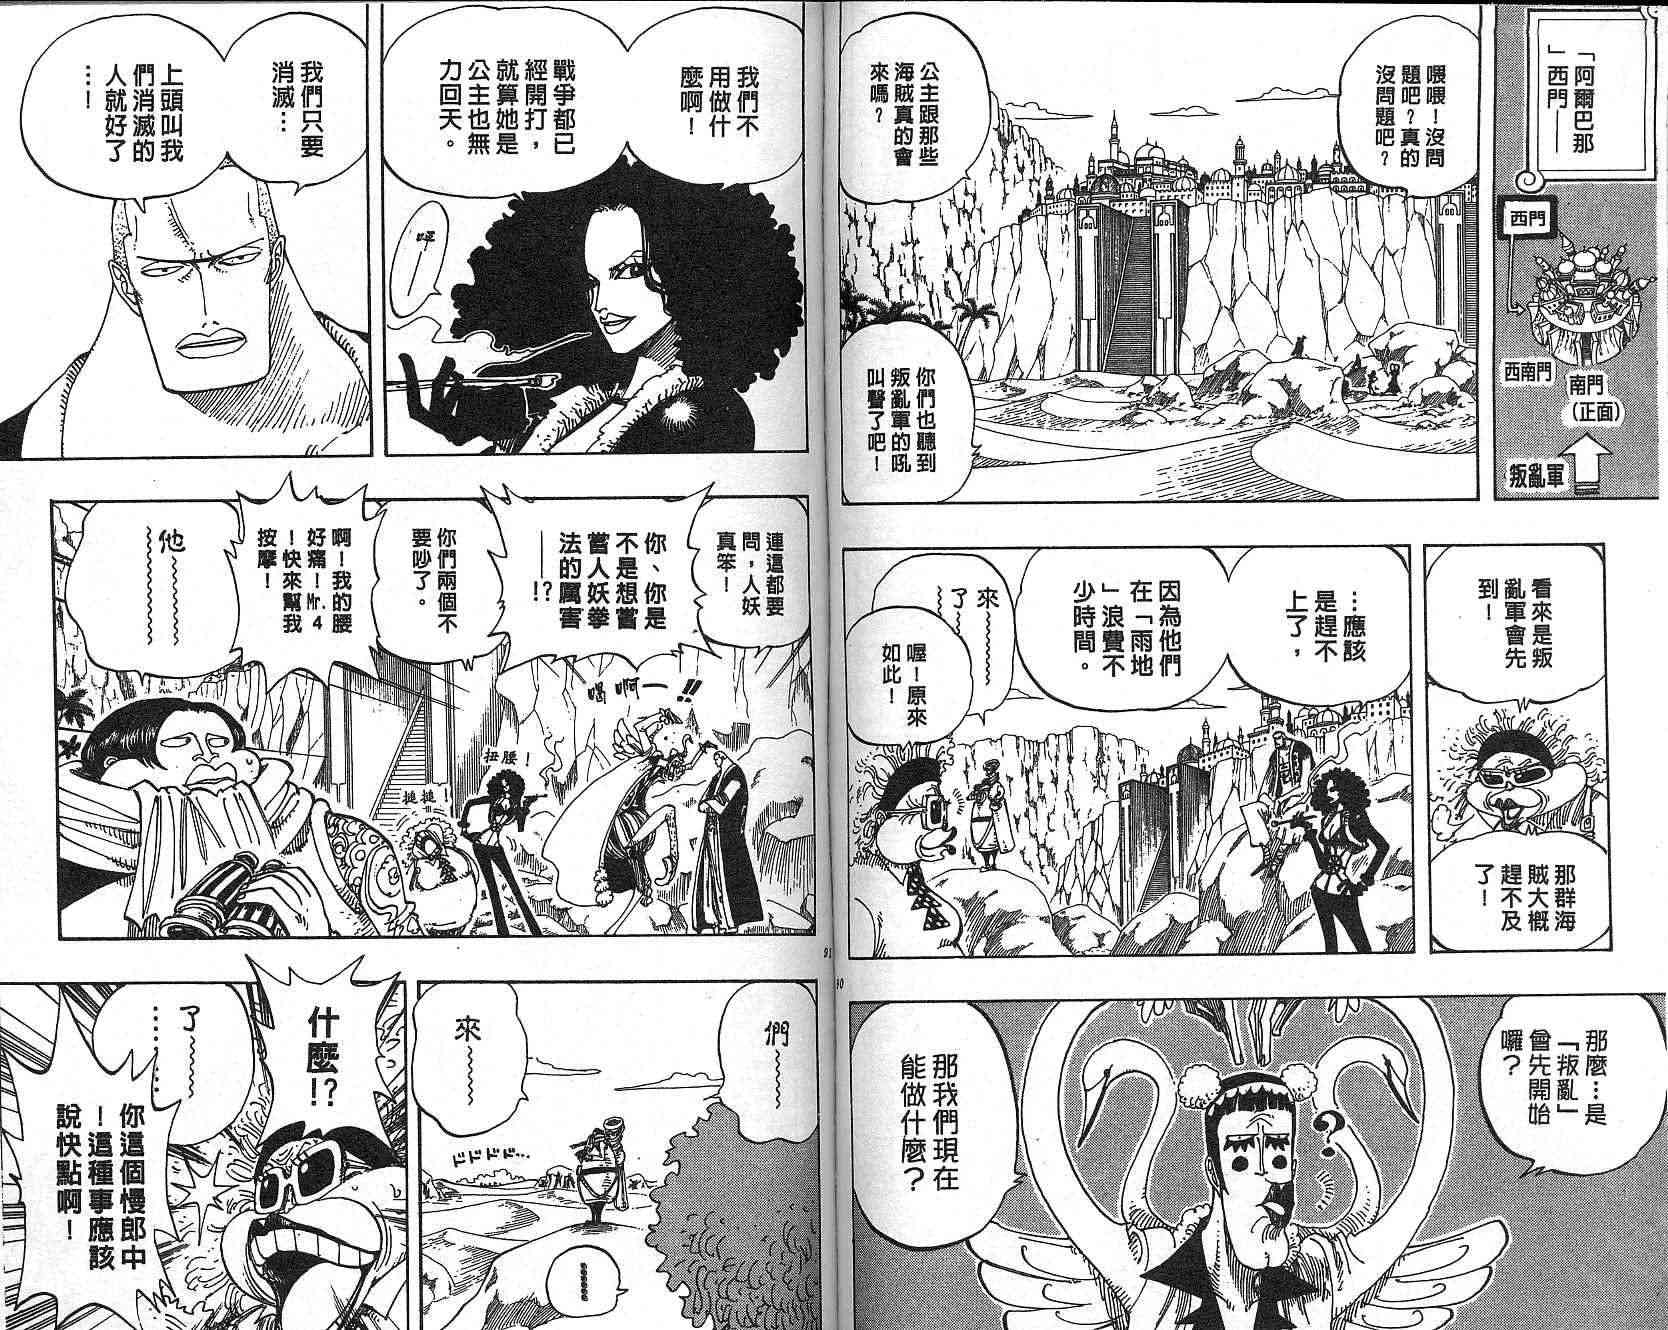 「阿爾巴那
」西門——
西門
西南門
南門
(正面)
叛亂軍
喂喂!沒問
題吧?真的
沒問題吧?
公主跟那些
海賊真的會
來嗎?
你們也聽到
叛亂軍的吼
叫聲了吧!
看來是叛
亂軍會先
到!
那群海
賊大概
趕不及
了!
…應該
是趕不
上了,
因為他們
在「雨地
」浪費不
少時間。
來~~~
了~~~
喔!原來
如此!
那麼…是
「叛亂」
會先開始
囉?
?
那我們現在
能做什麼?
90
我們不
用做什
麼啊!
戰爭都已
經開打,
就算她是
公主也無
力回天。
我們只要
消滅…
上頭叫我
們消滅的
人就好了
…!
連這都要
問,人妖
真笨!
你、你是
不是想嘗
嘗人妖拳
法的厲害
——!?
你們兩個不
要吵了。
啊!我的腰
好痛!Mr.4
!快來幫我
按摩!
他~~~
喝啊—!!
扭腰!
搥搥!
91
們~~~
來~~~
ドドドド…
……
了~~~……
什麼!?
你這個慢郎中
!這種事應該
說快點啊!